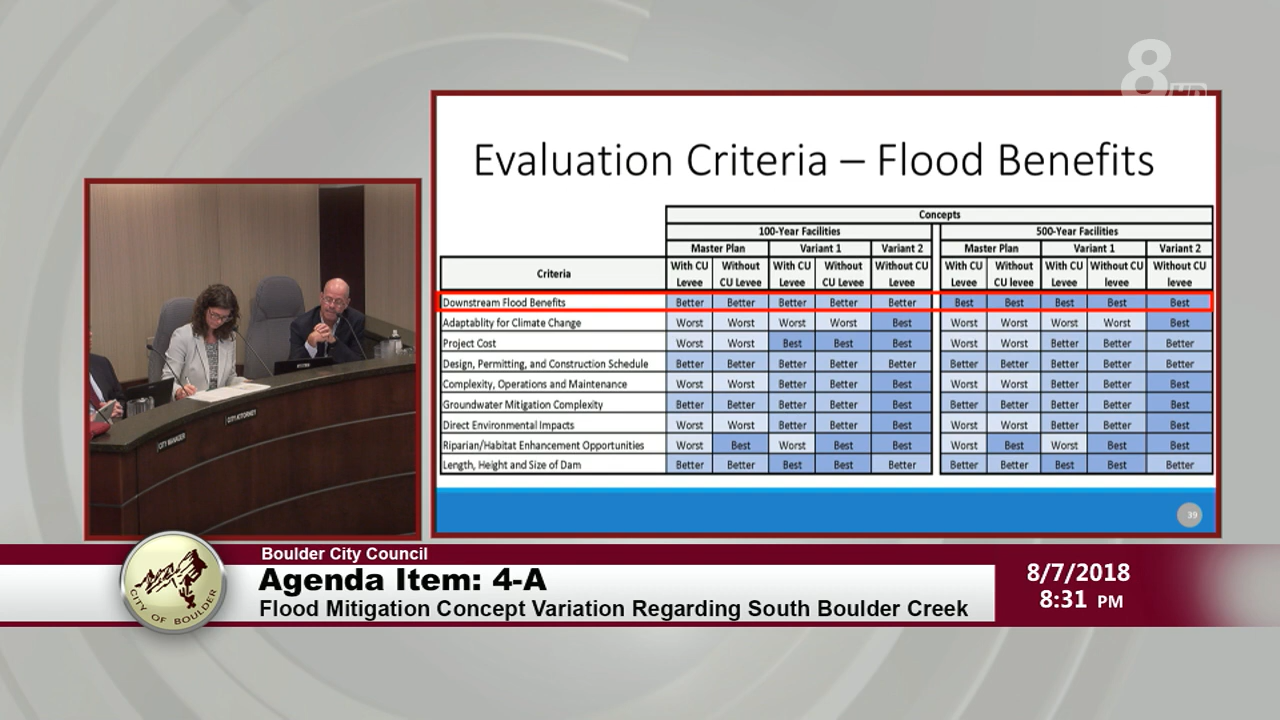 8
HD
Evaluation Criteria – Flood Benefits
Concepts
100-Year Facilities 500-Year Facilities
Master Plan Variant 1 Variant 2 Master Plan Variant 1 Variant 2
Criteria With CU Levee Without CU Levee With CU Levee Without CU Levee Without CU Levee With CU Levee Without CU levee With CU Levee Without CU Levee Without CU levee
Downstream Flood Benefits Better Better Better Better Better Best Best Best Best Best
Adaptablity for Climate Change Worst Worst Worst Worst Best Worst Worst Worst Worst Best
Project Cost Worst Worst Best Best Best Worst Worst Better Better Better
Design, Permitting, and Construction Schedule Better Better Better Better Better Better Better Better Better Better
Complexity, Operations and Maintenance Worst Worst Better Better Best Worst Worst Better Better Best
Groundwater Mitigation Complexity Better Better Better Better Best Better Better Better Better Best
Direct Environmental Impacts Worst Worst Better Better Best Worst Worst Better Better Best
Riparian/Habitat Enhancement Opportunities Worst Best Worst Best Best Worst Best Worst Best Best
Length, Height and Size of Dam Better Better Best Best Better Better Better Best Best Better
39
CITY MANAGER
CITY ATTORNEY
Boulder City Council
Agenda Item: 4-A
Flood Mitigation Concept Variation Regarding South Boulder Creek
8/7/2018
8:31 PM
CITY OF BOULDER